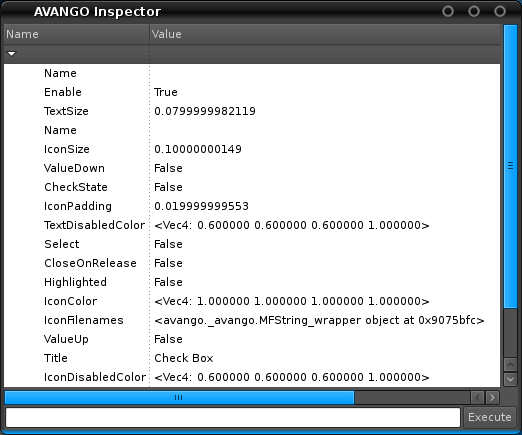 AVANGO Inspector
Name Value
Name
Enable True
TextSize 0.0799999982119
Name
IconSize 0.10000000149
ValueDown False
CheckState False
IconPadding 0.019999999553
TextDisabledColor <Vec4: 0.600000 0.600000 0.600000 1.000000>
Select False
CloseOnRelease False
Highlighted False
IconColor <Vec4: 1.000000 1.000000 1.000000 1.000000>
IconFilenames <avango._avango.MFString_wrapper object at 0x9075bfc>
ValueUp False
Title Check Box
IconDisabledColor <Vec4: 0.600000 0.600000 0.600000 1.000000>
Execute